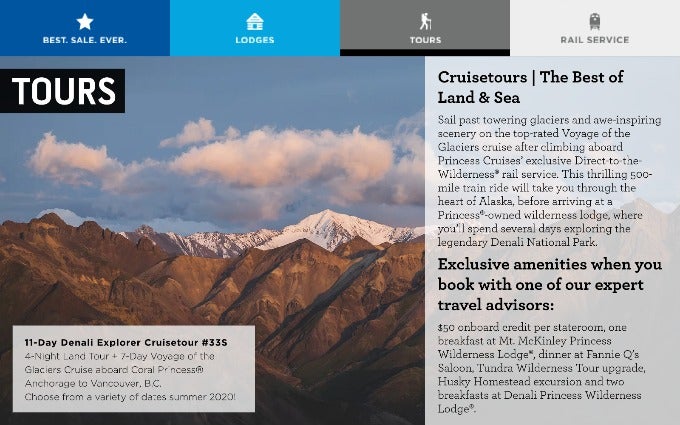 BEST. SALE. EVER.
LODGES
TOURS
RAIL SERVICE
TOURS
Cruisetours | The Best of
Land & Sea
Sail past towering glaciers and awe-inspiring
scenery on the top-rated Voyage of the
Glaciers cruise after climbing aboard
Princess Cruises’ exclusive Direct-to-the-
Wilderness® rail service. This thrilling 500-
mile train ride will take you through the
heart of Alaska, before arriving at a
Princess®-owned wilderness lodge, where
you’ll spend several days exploring the
legendary Denali National Park.
Exclusive amenities when you
book with one of our expert
travel advisors:
$50 onboard credit per stateroom, one
breakfast at Mt. McKinley Princess
Wilderness Lodge®, dinner at Fannie Q’s
Saloon, Tundra Wilderness Tour upgrade,
Husky Homestead excursion and two
breakfasts at Denali Princess Wilderness
Lodge®.
11-Day Denali Explorer Cruisetour #33S
4-Night Land Tour + 7-Day Voyage of the
Glaciers Cruise aboard Coral Princess®
Anchorage to Vancouver, B.C.
Choose from a variety of dates summer 2020!